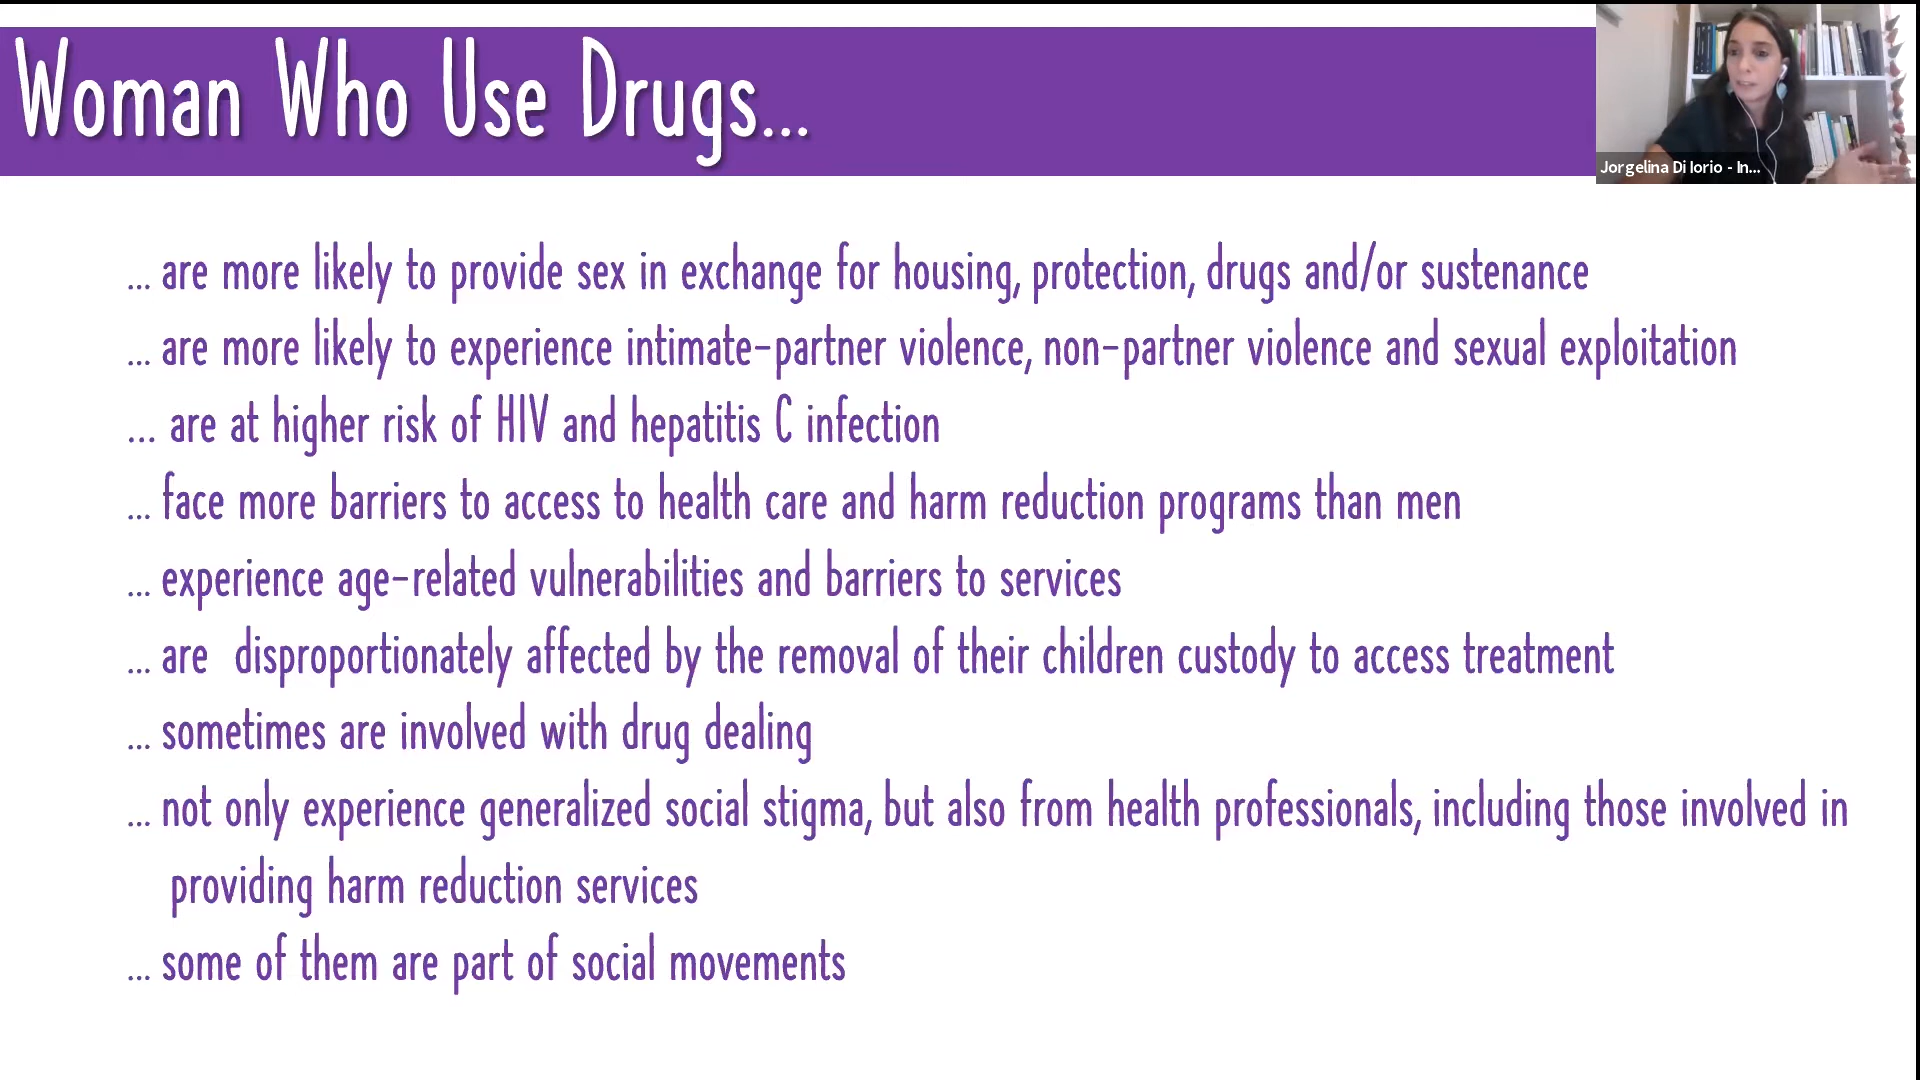 Woman Who Use Drugs...
Jorgelina Di Iorio - In...
... are more likely to provide sex in exchange for housing, protection, drugs and/or sustenance
... are more likely to experience intimate-partner violence, non-partner violence and sexual exploitation
... are at higher risk of HIV and hepatitis C infection
... face more barriers to access to health care and harm reduction programs than men
... experience age-related vulnerabilities and barriers to services
... are disproportionately affected by the removal of their children custody to access treatment
... sometimes are involved with drug dealing
... not only experience generalized social stigma, but also from health professionals, including those involved in
providing harm reduction services
... some of them are part of social movements